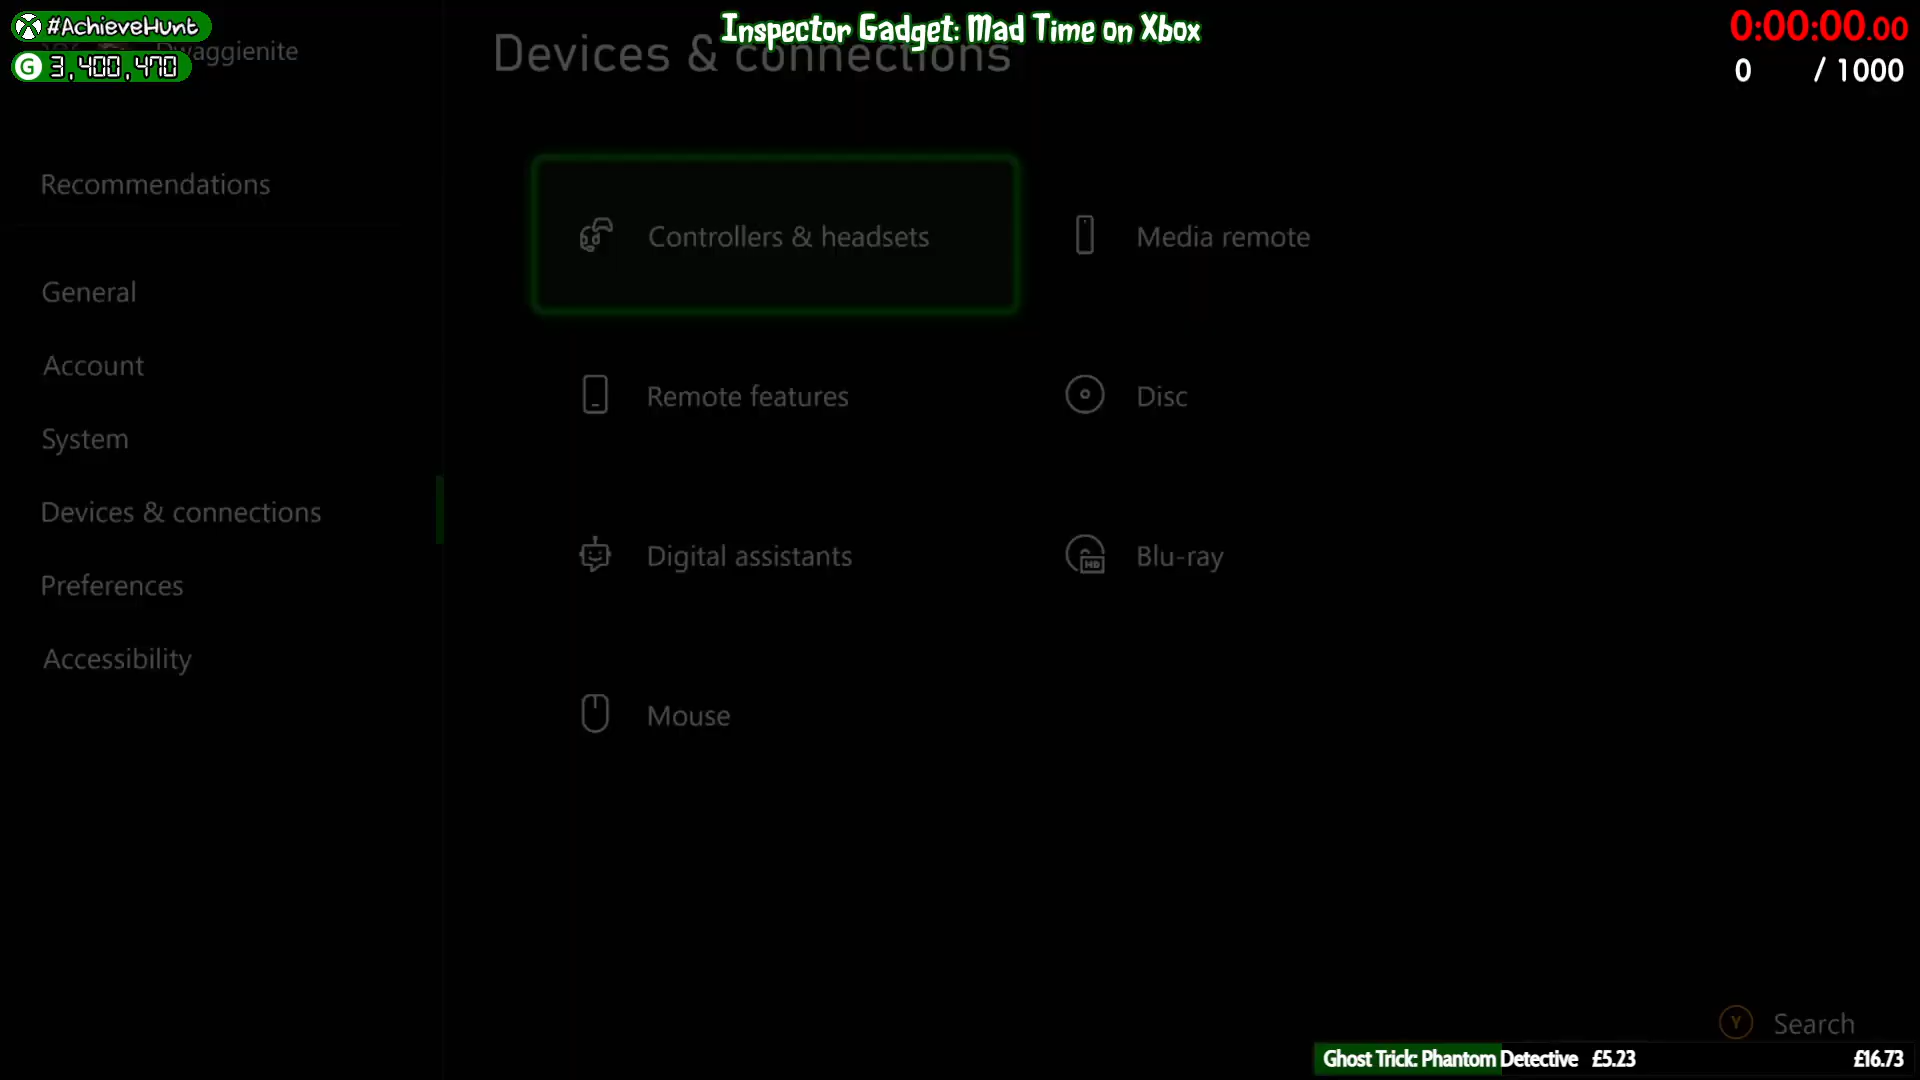 #AchieveHunt
waggienite
G 3,400,470
Inspector Gadget: Mad Time on Xbox
Devices & connections
0:00:00.00
0 / 1000
Recommendations
General
Account
System
Devices & connections
Preferences
Accessibility
Controllers & headsets
Media remote
Remote features
Disc
Digital assistants
HD
Blu-ray
Mouse
Y Search
Ghost Trick: Phantom Detective £5.23 £16.73